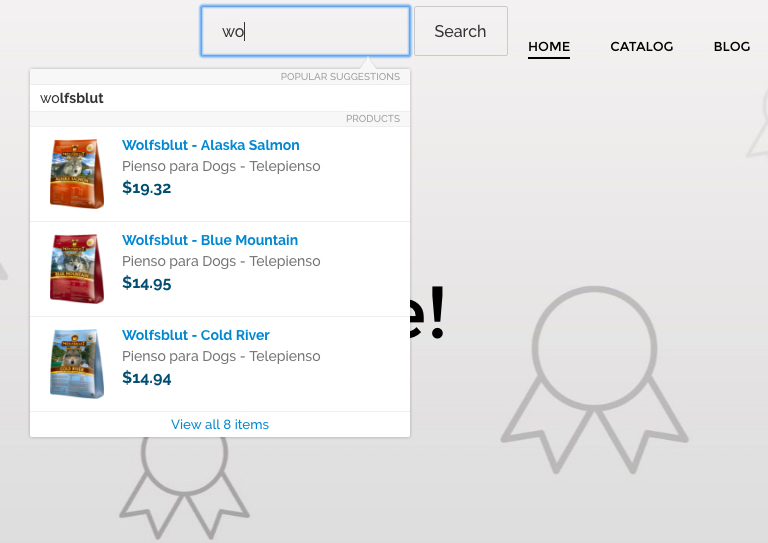 wo
Search
HOME
CATALOG
BLOG
POPULAR SUGGESTIONS
wolfsblut
PRODUCTS
Wolfsblut - Alaska Salmon
Pienso para Dogs - Telepienso
$19.32
Wolfsblut - Blue Mountain
Pienso para Dogs - Telepienso
$14.95
Wolfsblut - Cold River
Pienso para Dogs - Telepienso
$14.94
e!
View all 8 items